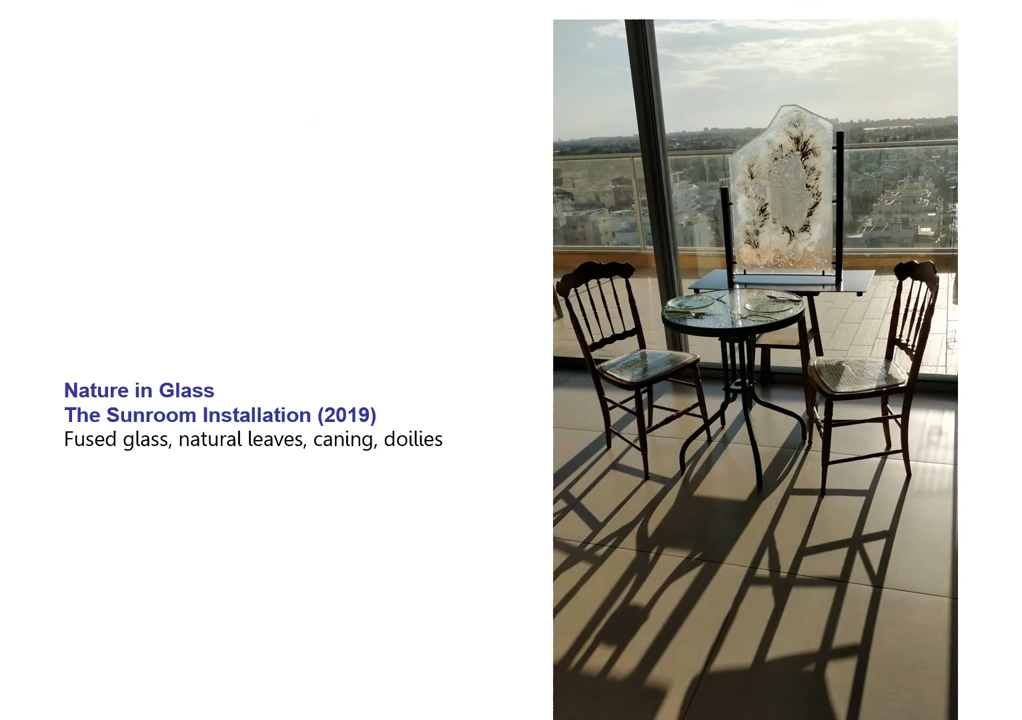 Nature in Glass
The Sunroom Installation (2019)
Fused glass, natural leaves, caning, doilies